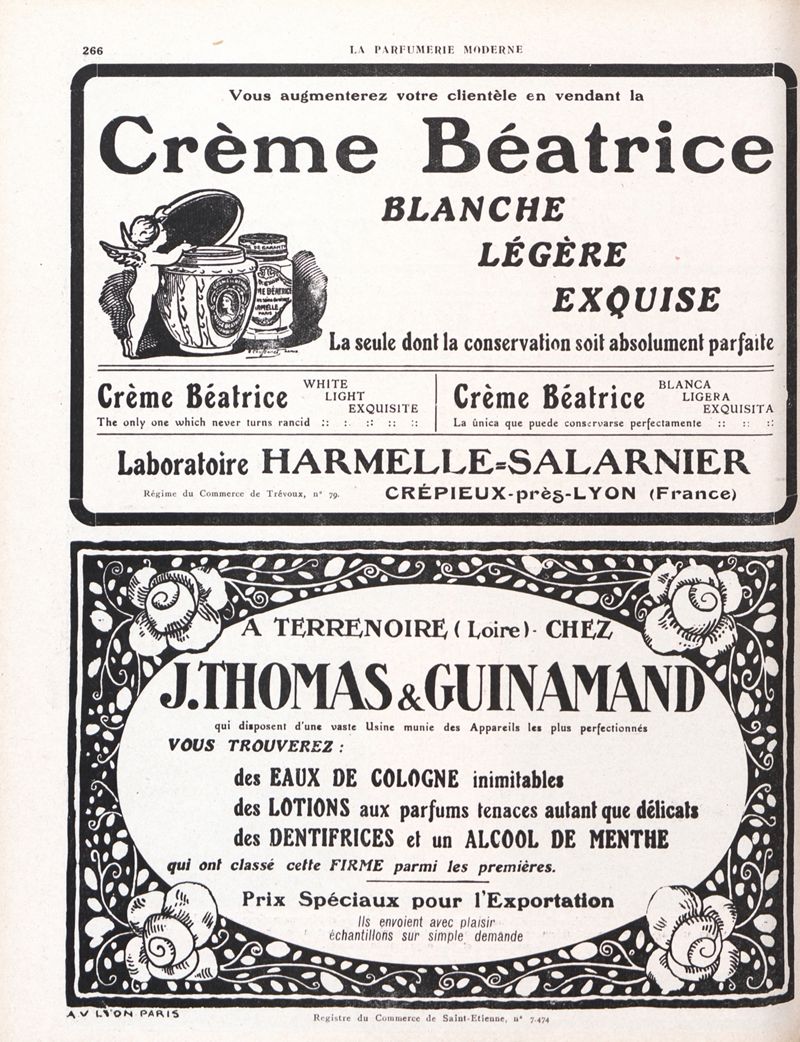 266
LA PARFUMERIE MODERNE
Vous augmenterez votre clientèle en vendant la
Crème Béatrice
BLANCHE
LÉGÈRE
EXQUISE
La seule dont la conservation soit absolument parfaite
Crème Béatrice WHITE LIGHT EXQUISITE
The only one which never turns rancid :: :. :: :: ::
Crème Béatrice BLANCA LIGERA EXQUISITA
La ûnica que puede conservarse perfectamente :: :: ::
Laboratoire HARMELLE=SALARNIER
Régime du Commerce de Trévoux, n° 79. CRÉPIEUX-près-LYON (France)
A TERRENOIRE (Loire)- CHEZ
J.THOMAS & GUINAMAND
qui disposent d'une vaste Usine munie des Appareils les plus perfectionnés
VOUS TROUVEREZ :
des EAUX DE COLOGNE inimitables
des LOTIONS aux parfums tenaces autant que délicats
des DENTIFRICES et un ALCOOL DE MENTHE
qui ont classé cette FIRME parmi les premières.
Prix Spéciaux pour l'Exportation
Ils envoient avec plaisir
échantillons sur simple demande
A V LYON PARIS
Registre du Commerce de Saint-Etienne, n° 7-474